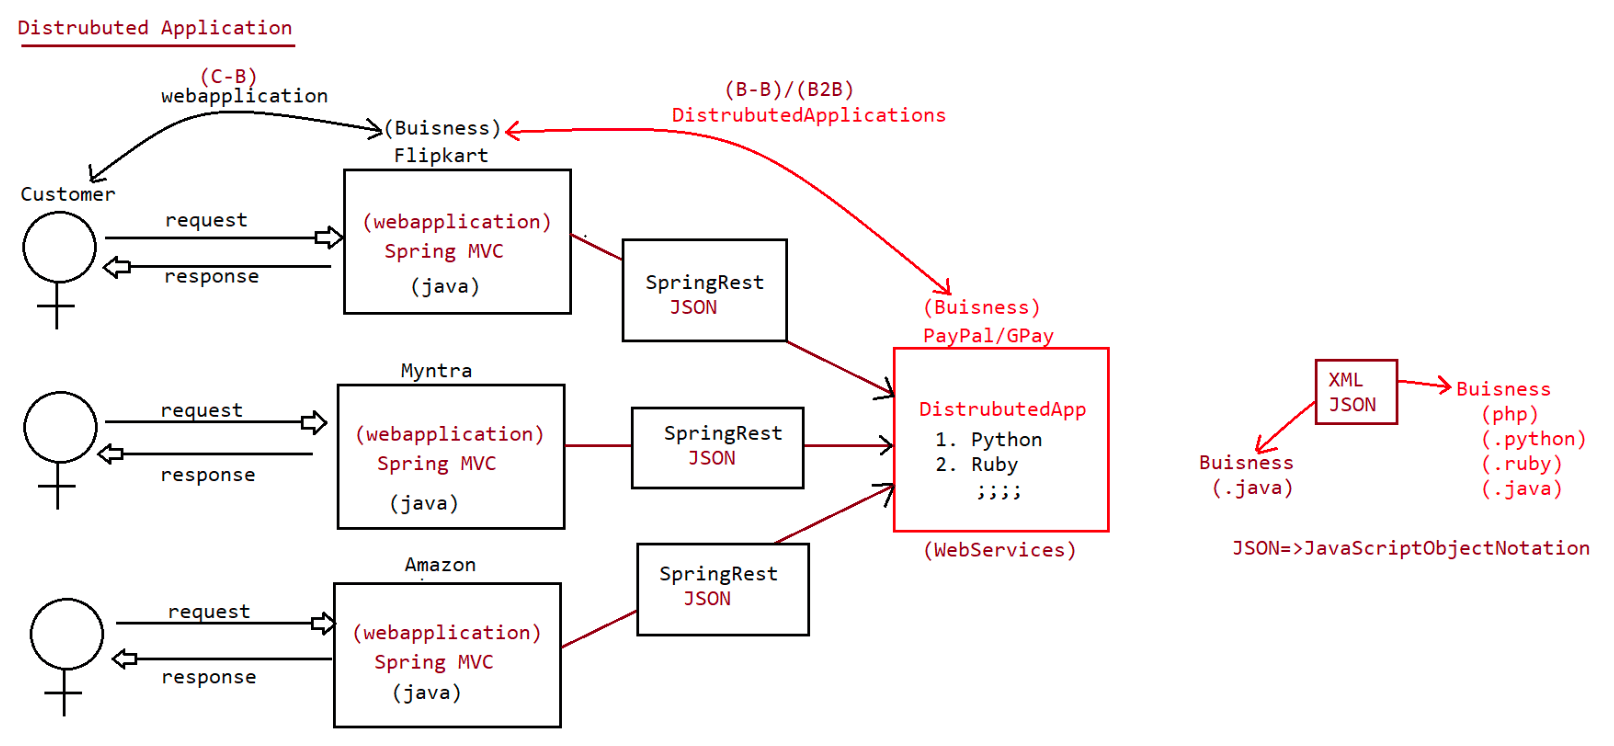 Distrubuted Application
(C-B)
webapplication
(B-B)/(B2B)
DistrubutedApplications
(Buisness)
Flipkart
Customer
request
response
(webapplication)
Spring MVC
(java)
SpringRest
JSON
(Buisness)
PayPal/GPay
Myntra
request
response
(webapplication)
Spring MVC
(java)
SpringRest
JSON
DistrubutedApp
1. Python
2. Ruby
;;;;
(WebServices)
Amazon
request
response
(webapplication)
Spring MVC
(java)
SpringRest
JSON
XML
JSON
Buisness
(.java)
Buisness
(php)
(.python)
(.ruby)
(.java)
JSON=>JavaScriptObjectNotation